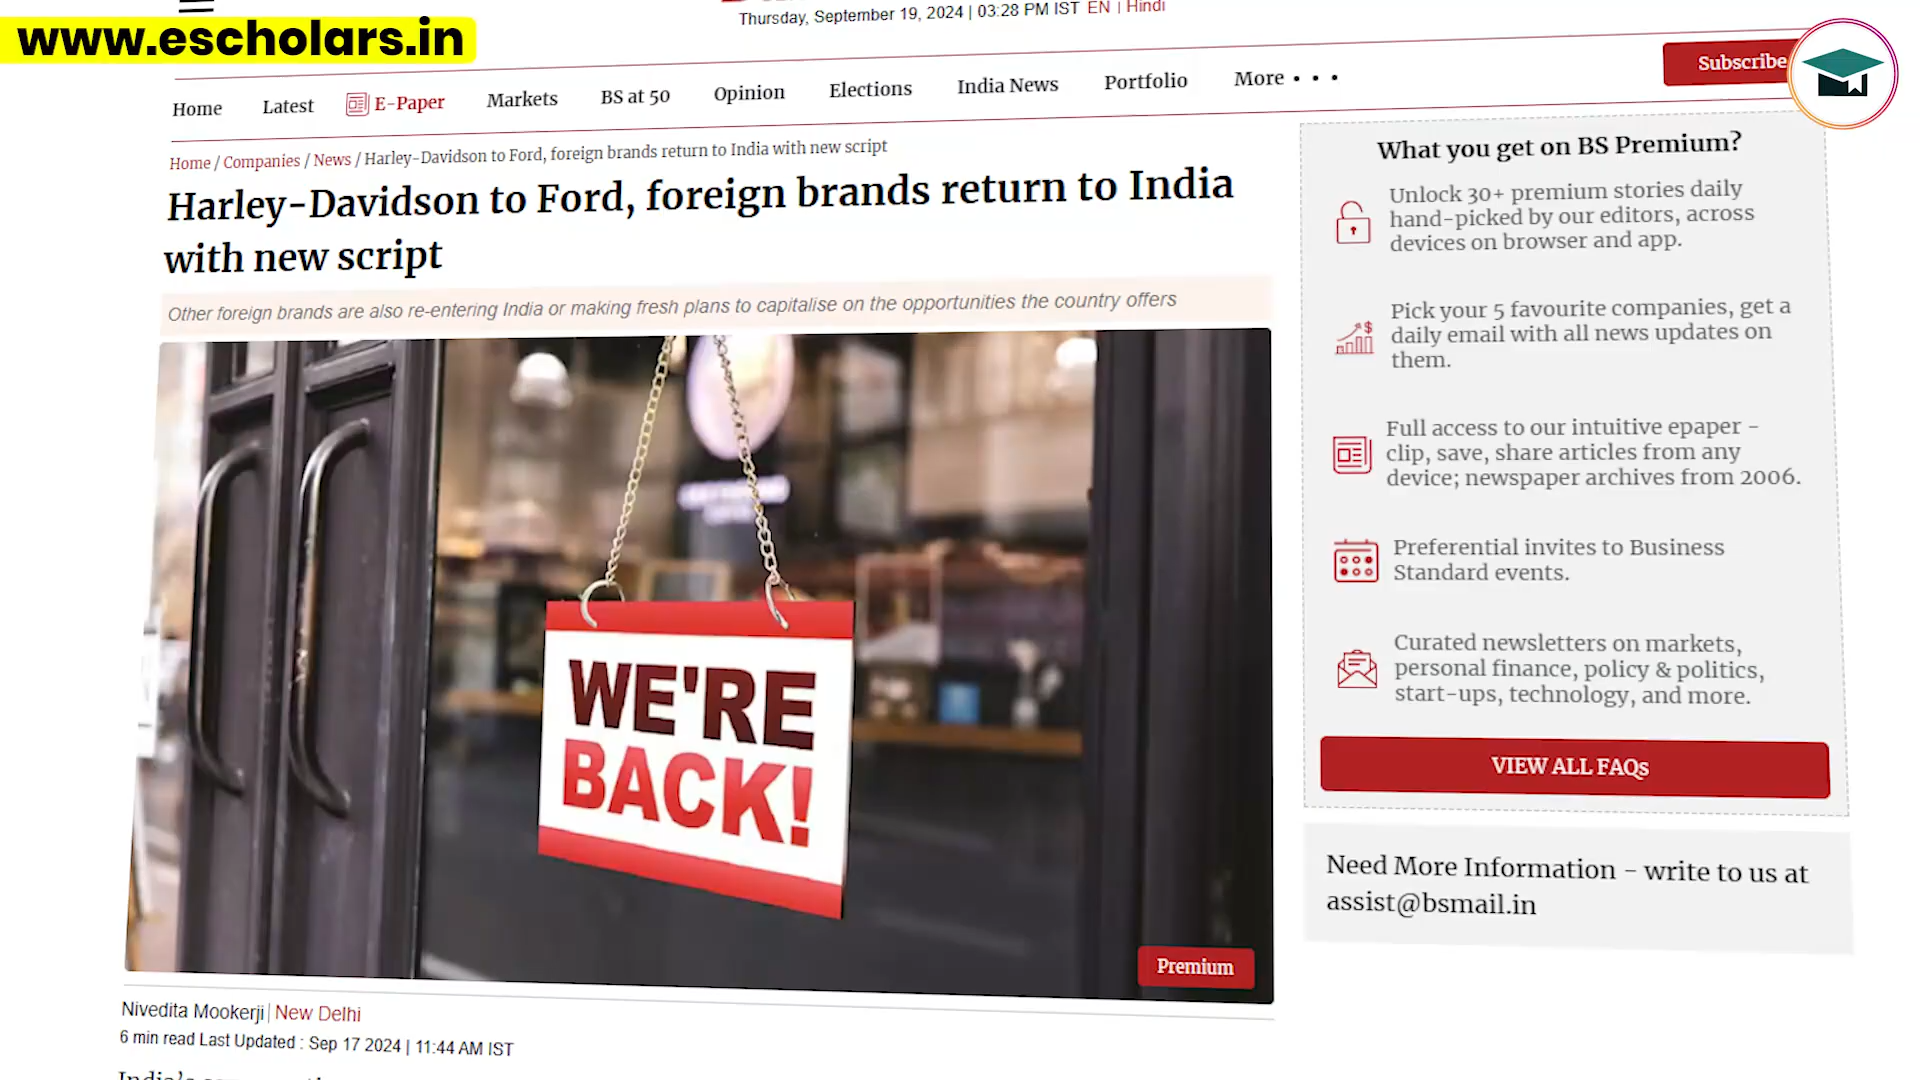 www.escholars.in
Thursday, September 19, 2024 | 03:28 PM IST EN | Hindi
Home Latest E-Paper Markets BS at 50 Opinion Elections India News Portfolio More
Subscribe
Home / Companies / News / Harley-Davidson to Ford, foreign brands return to India with new script
Harley-Davidson to Ford, foreign brands return to India
with new script
Other foreign brands are also re-entering India or making fresh plans to capitalise on the opportunities the country offers
WE'RE
BACK!
Premium
Nivedita Mookerji | New Delhi
6 min read Last Updated : Sep 17 2024 | 11:44 AM IST
What you get on BS Premium?
Unlock 30+ premium stories daily
hand-picked by our editors, across
devices on browser and app.
Pick your 5 favourite companies, get a
daily email with all news updates on
them.
Full access to our intuitive epaper -
clip, save, share articles from any
device; newspaper archives from 2006.
Preferential invites to Business
Standard events.
Curated newsletters on markets,
personal finance, policy & politics,
start-ups, technology, and more.
VIEW ALL FAQs
Need More Information - write to us at
assist@bsmail.in